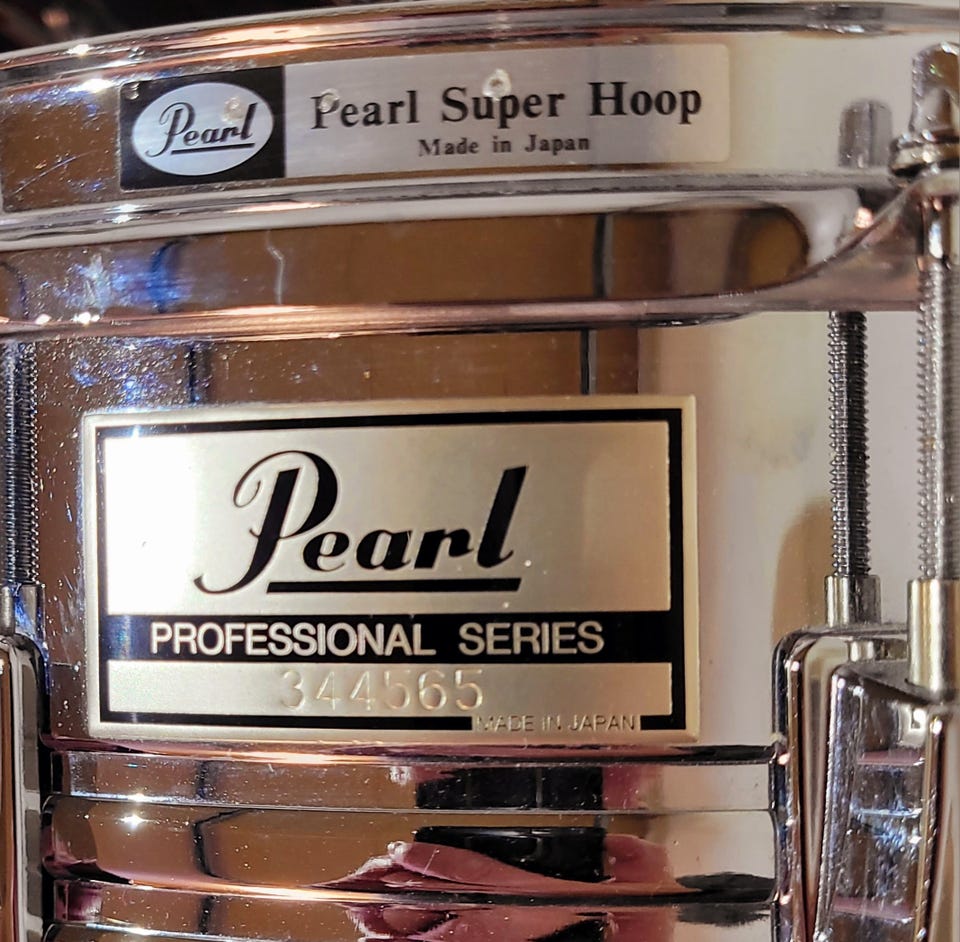 Pearl
Pearl Super Hoop
Made in Japan
Pearl
PROFESSIONAL SERIES
344565
MADE IN JAPAN